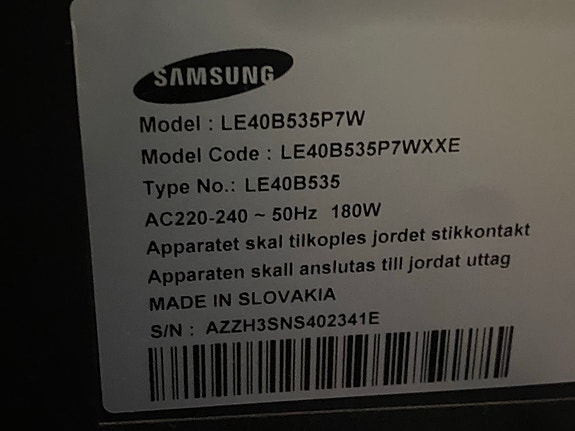 SAMSUNG
Model : LE40B535P7W
Model Code : LE40B535P7WXXE
Type No.: LE40B535
AC220-240 ~ 50Hz 180W
Apparatet skal tilkoples jordet stikkontakt
Apparaten skall anslutas till jordat uttag
MADE IN SLOVAKIA
S/N : AZZH3SNS402341E